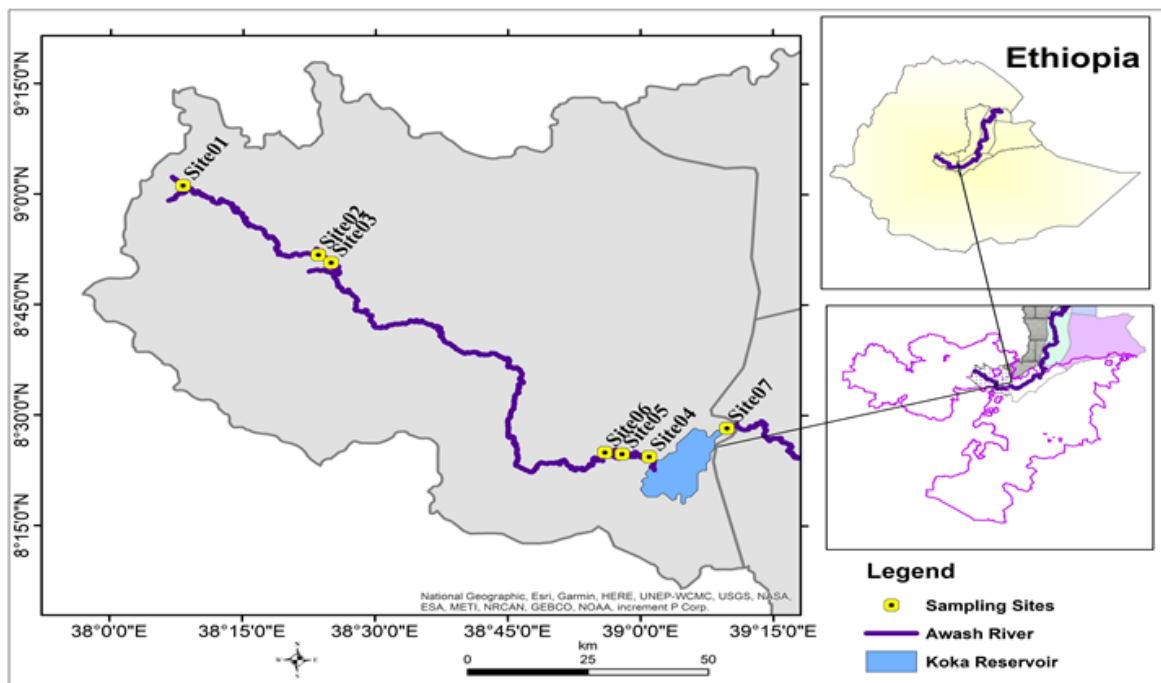 Ethiopia
9°15'0"N
9°0'0"N
8°45'0"N
8°30'0"N
8°15'0"N
Site01
Site02
Site03
Site06
Site05
Site04
Site07
National Geographic, Esri, Garmin, HERE, UNEP-WCMC, USGS, NASA,
ESA, METI, NRCAN, GEBCO, NOAA, increment P Corp.
38°0'0"E
38°15'0"E
38°30'0"E
38°45'0"E
39°0'0"E
39°15'0"E
N
W
E
S
km
0
25
50
Legend
Sampling Sites
Awash River
Koka Reservoir